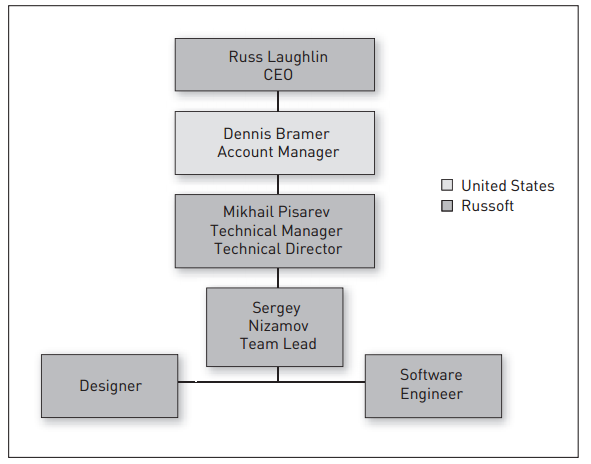 Russ Laughlin
CEO
Dennis Bramer
Account Manager
Mikhail Pisarev
Technical Manager
Technical Director
United States
Russoft
Sergey
Nizamov
Team Lead
Designer
Software
Engineer